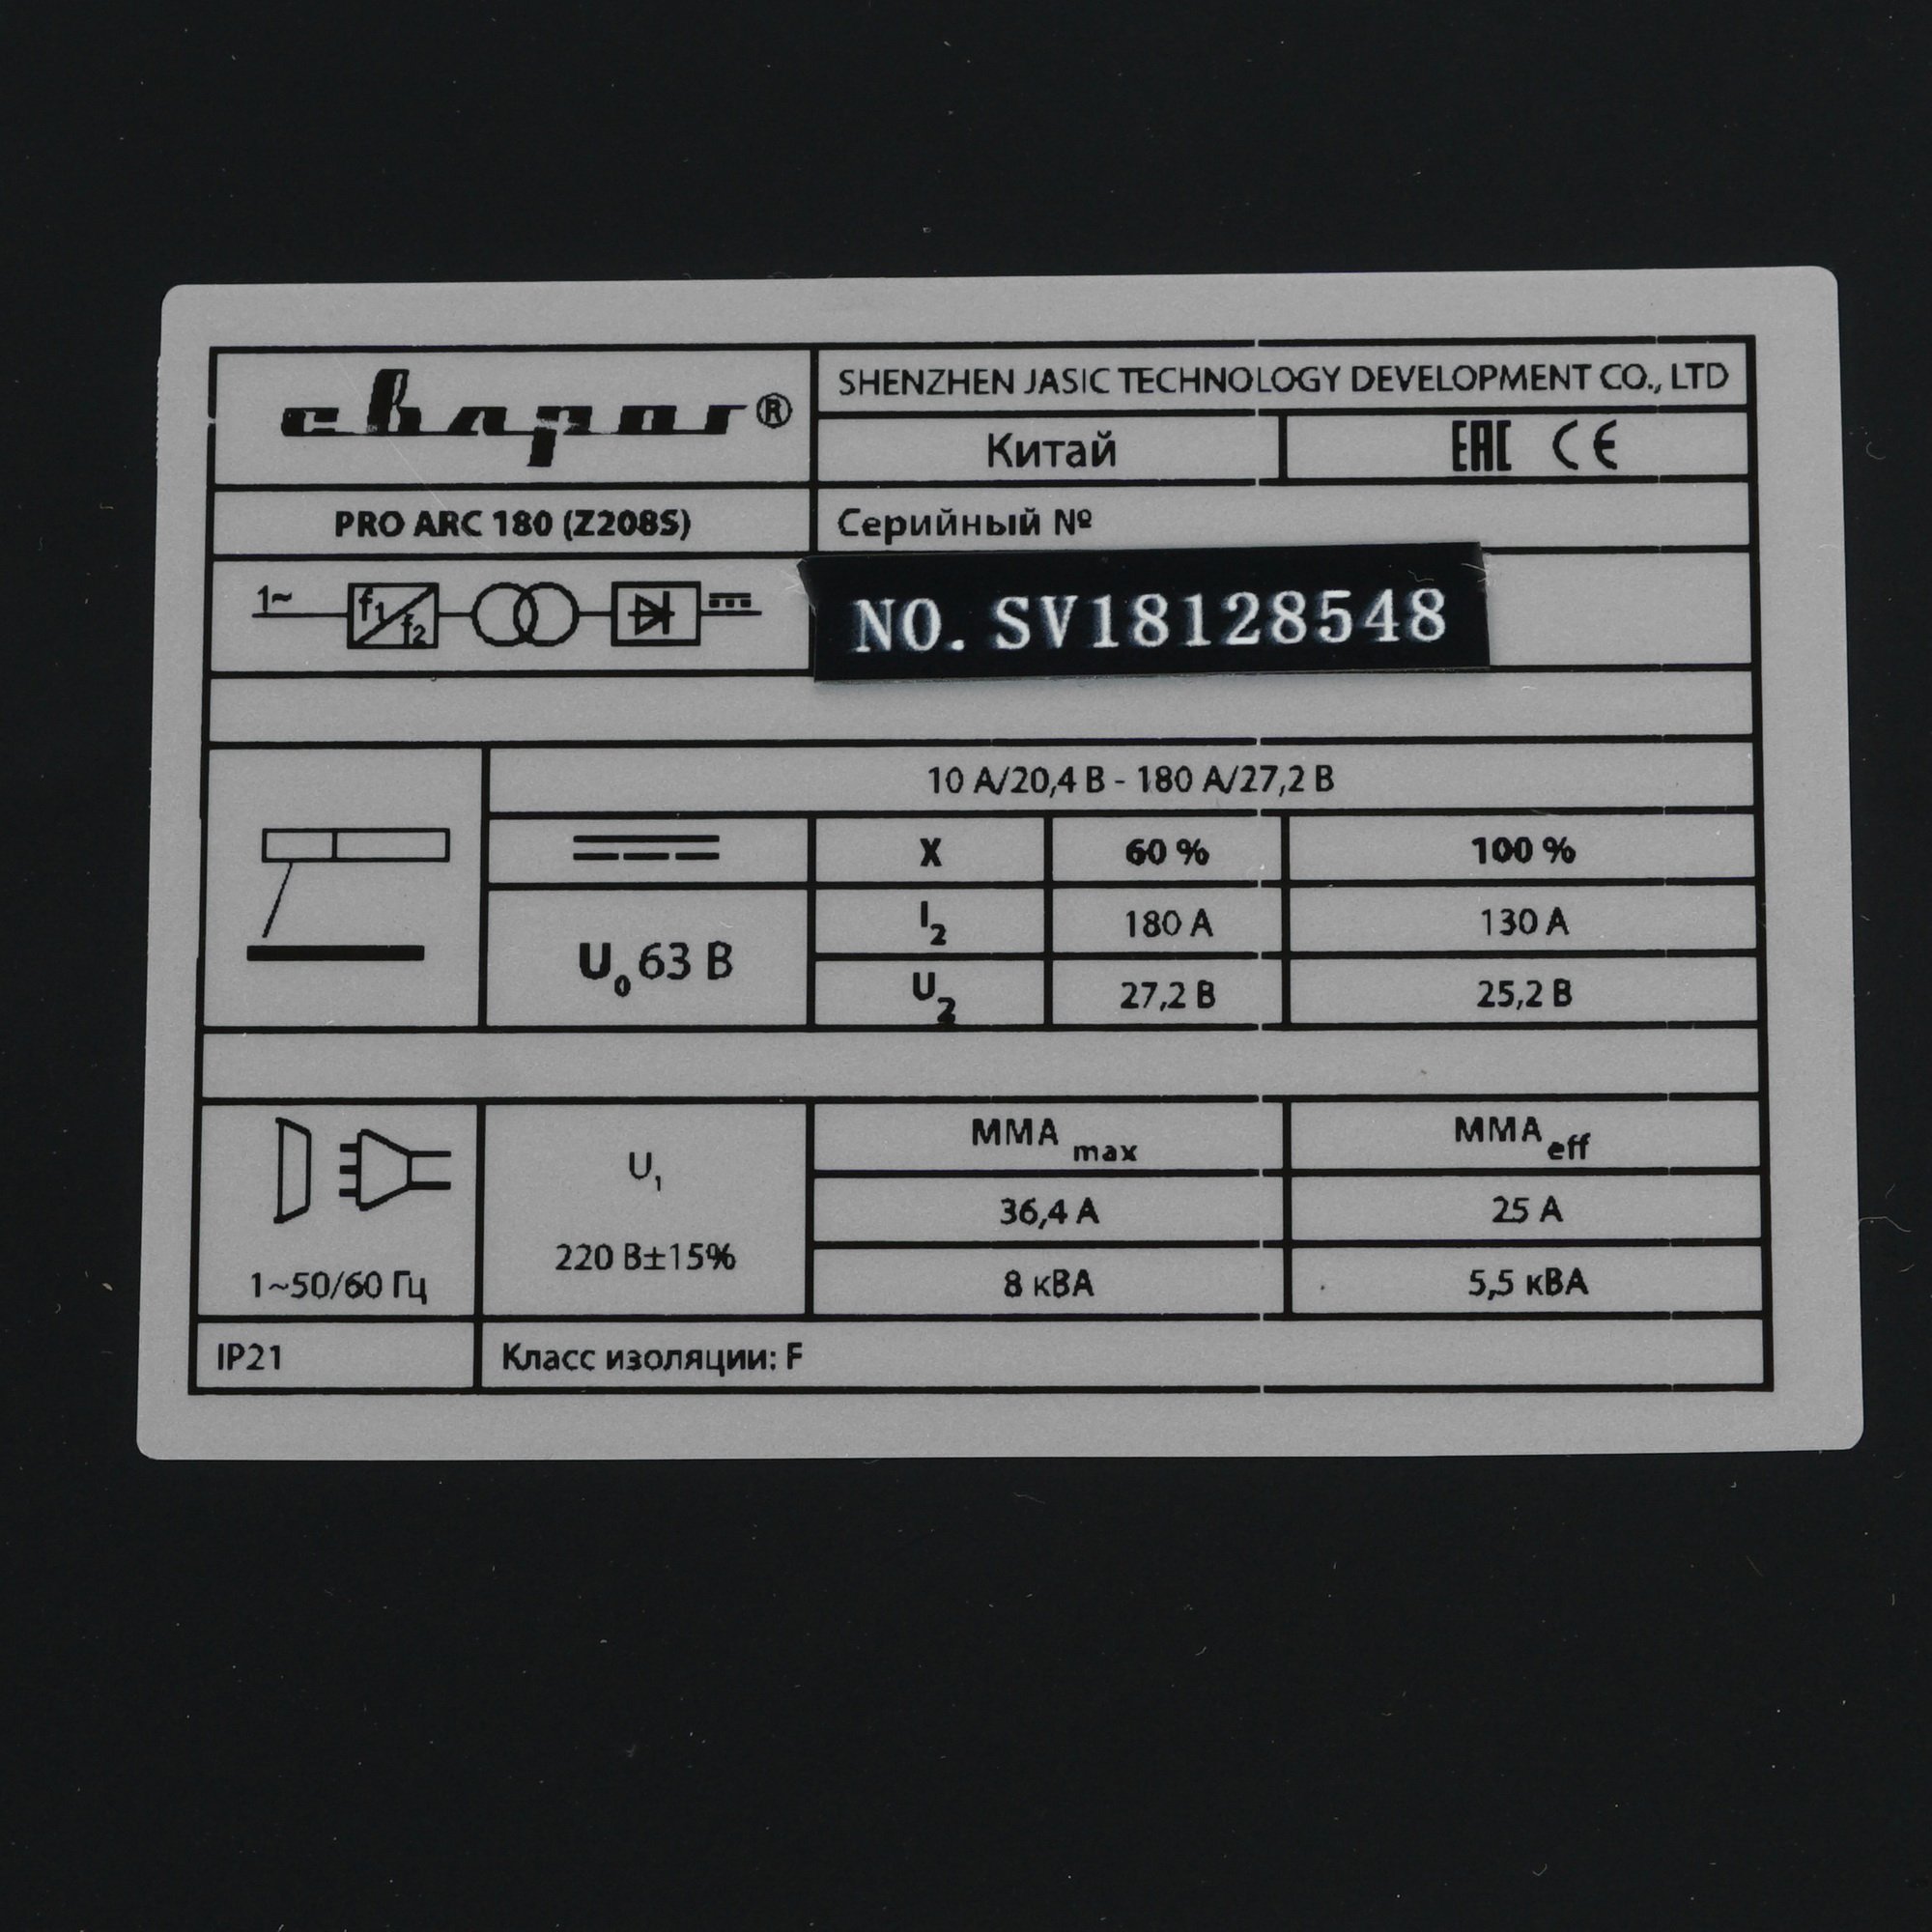 сварог®
SHENZHEN JASIC TECHNOLOGY DEVELOPMENT CO., LTD
Китай
EAC CE
PRO ARC 180 (Z208S)
Серийный №
1~ f1 f2
NO. SV18128548
10 А/20,4 В - 180 А/27,2 В
X 60 % 100 %
U0 63 В
I2 180 А 130 А
U2 27,2 В 25,2 В
1~50/60 Гц
U1
220 В±15%
MMA max MMA eff
36,4 А 25 А
8 кВА 5,5 кВА
IP21
Класс изоляции: F